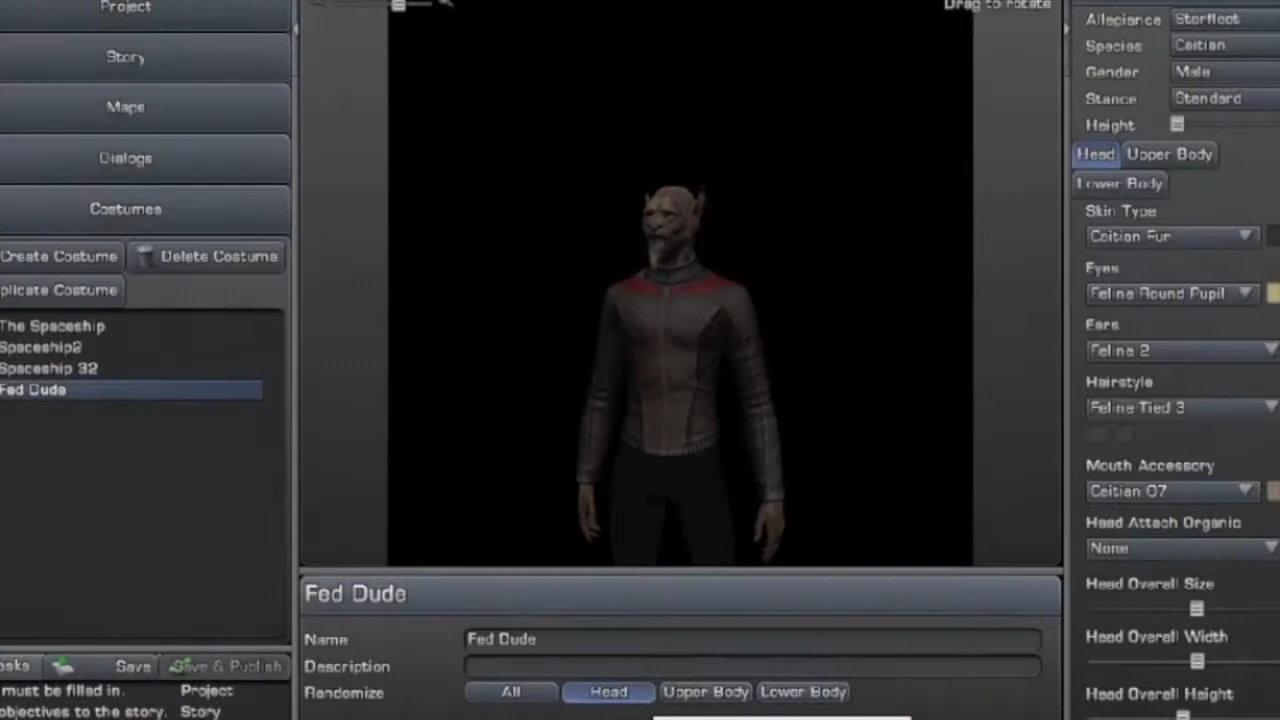 Project
Story
Maps
Dialogs
Costumes
Create Costume
Delete Costume
plicate Costume
The Spaceship
Spaceship2
Spaceship 32
Fed Dude
asks
Save
Save & Publish
must be filled in.
Project
objectives to the story.
Story
Drag to rotate
Fed Dude
Name
Fed Dude
Description
Randomize
All
Head
Upper Body
Lower Body
Allegiance
Starfleet
Species
Caitian
Gender
Male
Stance
Standard
Height
Head
Upper Body
Lower Body
Skin Type
Caitian Fur
Eyes
Feline Round Pupil
Ears
Feline 2
Hairstyle
Feline Tied 3
Mouth Accessory
Caitian 07
Head Attach Organic
None
Head Overall Size
Head Overall Width
Head Overall Height